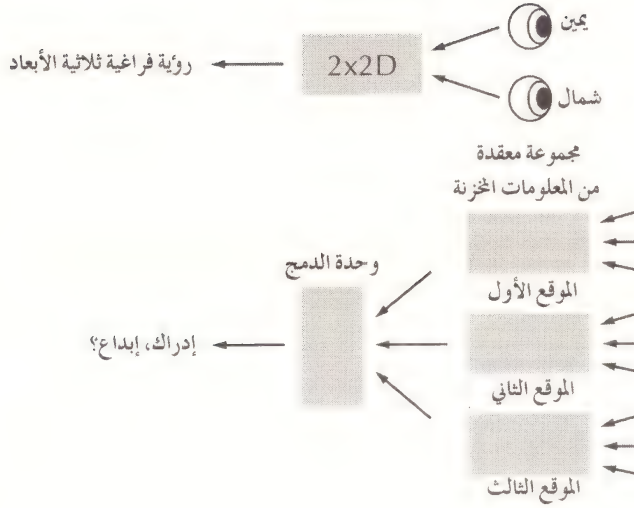 يمين
2x2D
رؤية فراغية ثلاثية الأبعاد
شمال
مجموعة معقدة
من المعلومات المخزنة
وحدة الدمج
الموقع الأول
إدراك، إبداع؟
الموقع الثاني
الموقع الثالث